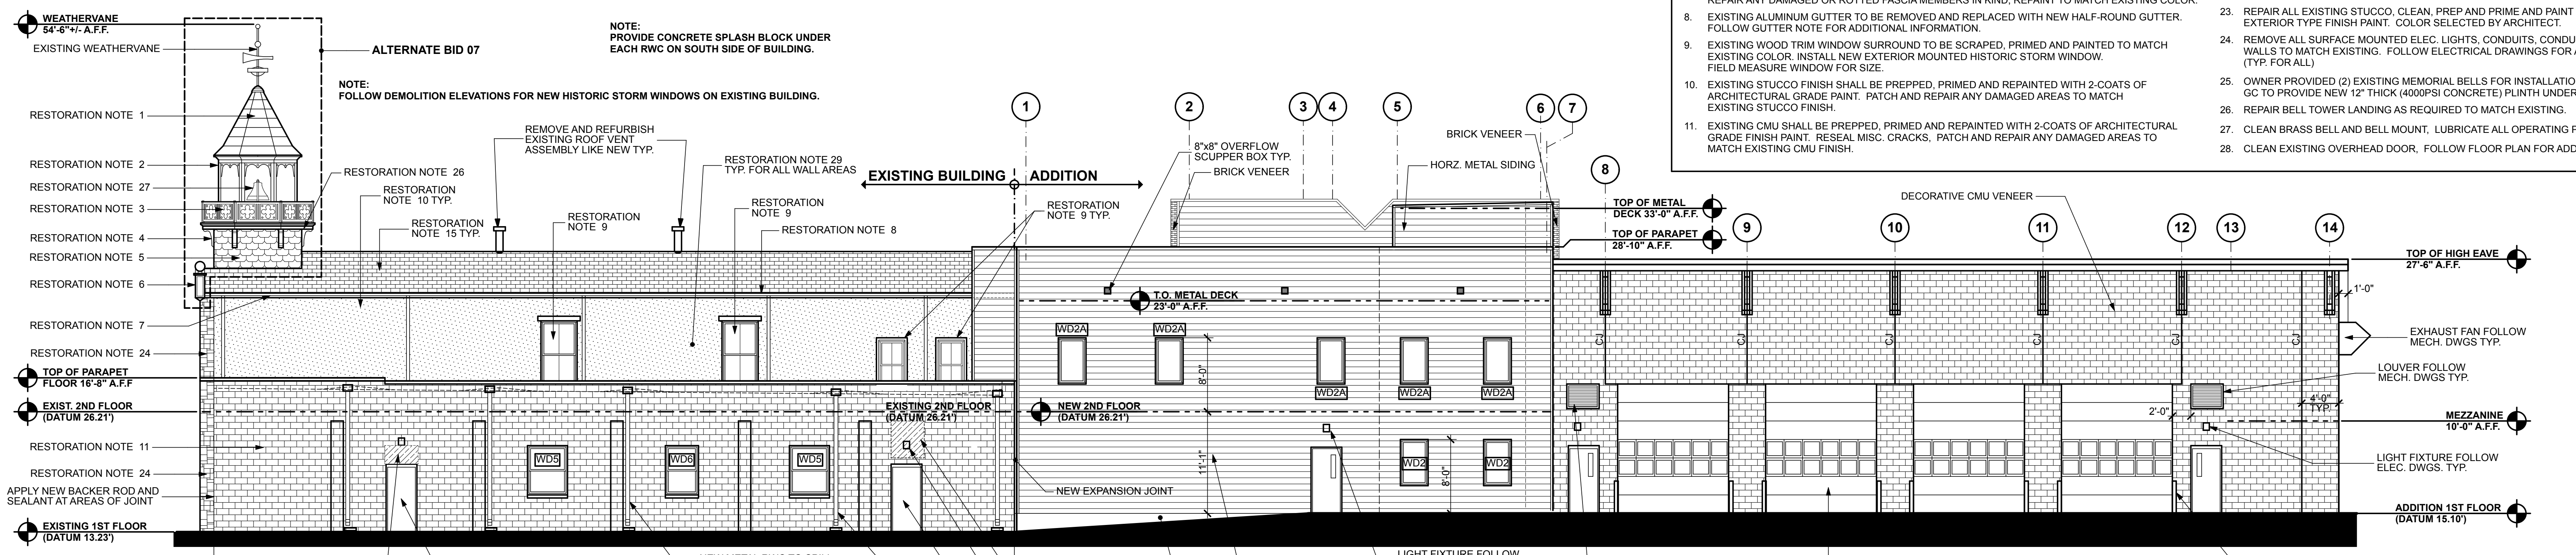 WEATHERVANE
54'-6"+/- A.F.F.
EXISTING WEATHERVANE
ALTERNATE BID 07
NOTE:
PROVIDE CONCRETE SPLASH BLOCK UNDER
EACH RWC ON SOUTH SIDE OF BUILDING.
NOTE:
FOLLOW DEMOLITION ELEVATIONS FOR NEW HISTORIC STORM WINDOWS ON EXISTING BUILDING.
RESTORATION NOTE 1
RESTORATION NOTE 2
RESTORATION NOTE 27
RESTORATION NOTE 3
RESTORATION NOTE 4
RESTORATION NOTE 5
RESTORATION NOTE 6
RESTORATION NOTE 7
RESTORATION NOTE 24
TOP OF PARAPET
FLOOR 16'-8" A.F.F
EXIST. 2ND FLOOR
(DATUM 26.21')
RESTORATION NOTE 11
RESTORATION NOTE 24
APPLY NEW BACKER ROD AND
SEALANT AT AREAS OF JOINT
EXISTING 1ST FLOOR
(DATUM 13.23')
RESTORATION NOTE 26
RESTORATION
NOTE 10 TYP.
RESTORATION
NOTE 15 TYP.
REMOVE AND REFURBISH
EXISTING ROOF VENT
ASSEMBLY LIKE NEW TYP.
RESTORATION
NOTE 9
RESTORATION NOTE 29
TYP. FOR ALL WALL AREAS
RESTORATION
NOTE 9
RESTORATION NOTE 8
EXISTING BUILDING
ADDITION
RESTORATION
NOTE 9 TYP.
1
2
3
4
5
6
7
8
9
10
11
12
13
14
8"x8" OVERFLOW
SCUPPER BOX TYP.
BRICK VENEER
BRICK VENEER
HORZ. METAL SIDING
TOP OF METAL
DECK 33'-0" A.F.F.
TOP OF PARAPET
28'-10" A.F.F.
DECORATIVE CMU VENEER
TOP OF HIGH EAVE
27'-6" A.F.F.
T.O. METAL DECK
23'-0" A.F.F.
WD2A
WD2A
WD2A
WD2A
WD2A
8'-0"
EXISTING 2ND FLOOR
(DATUM 26.21')
NEW 2ND FLOOR
(DATUM 26.21')
WD5
WD6
WD5
WD2
WD2
11'-1"
8'-0"
NEW EXPANSION JOINT
CJ
CJ
CJ
CJ
CJ
1'-0"
EXHAUST FAN FOLLOW
MECH. DWGS TYP.
LOUVER FOLLOW
MECH. DWGS TYP.
4'-0"
TYP.
2'-0"
MEZZANINE
10'-0" A.F.F.
LIGHT FIXTURE FOLLOW
ELEC. DWGS. TYP.
ADDITION 1ST FLOOR
(DATUM 15.10')
LIGHT FIXTURE FOLLOW
REPAIR ANY DAMAGED OR ROTTED FASCIA MEMBERS IN KIND, REPAINT TO MATCH EXISTING COLOR.
8. EXISTING ALUMINUM GUTTER TO BE REMOVED AND REPLACED WITH NEW HALF-ROUND GUTTER.
FOLLOW GUTTER NOTE FOR ADDITIONAL INFORMATION.
9. EXISTING WOOD TRIM WINDOW SURROUND TO BE SCRAPED, PRIMED AND PAINTED TO MATCH
EXISTING COLOR. INSTALL NEW EXTERIOR MOUNTED HISTORIC STORM WINDOW.
FIELD MEASURE WINDOW FOR SIZE.
10. EXISTING STUCCO FINISH SHALL BE PREPPED, PRIMED AND REPAINTED WITH 2-COATS OF
ARCHITECTURAL GRADE PAINT. PATCH AND REPAIR ANY DAMAGED AREAS TO MATCH
EXISTING STUCCO FINISH.
11. EXISTING CMU SHALL BE PREPPED, PRIMED AND REPAINTED WITH 2-COATS OF ARCHITECTURAL
GRADE FINISH PAINT. RESEAL MISC. CRACKS, PATCH AND REPAIR ANY DAMAGED AREAS TO
MATCH EXISTING CMU FINISH.
23. REPAIR ALL EXISTING STUCCO, CLEAN, PREP AND PRIME AND PAINT
EXTERIOR TYPE FINISH PAINT. COLOR SELECTED BY ARCHITECT.
24. REMOVE ALL SURFACE MOUNTED ELEC. LIGHTS, CONDUITS, CONDU
WALLS TO MATCH EXISTING. FOLLOW ELECTRICAL DRAWINGS FOR A
(TYP. FOR ALL)
25. OWNER PROVIDED (2) EXISTING MEMORIAL BELLS FOR INSTALLATIO
GC TO PROVIDE NEW 12" THICK (4000PSI CONCRETE) PLINTH UNDER
26. REPAIR BELL TOWER LANDING AS REQUIRED TO MATCH EXISTING.
27. CLEAN BRASS BELL AND BELL MOUNT, LUBRICATE ALL OPERATING P
28. CLEAN EXISTING OVERHEAD DOOR, FOLLOW FLOOR PLAN FOR ADD